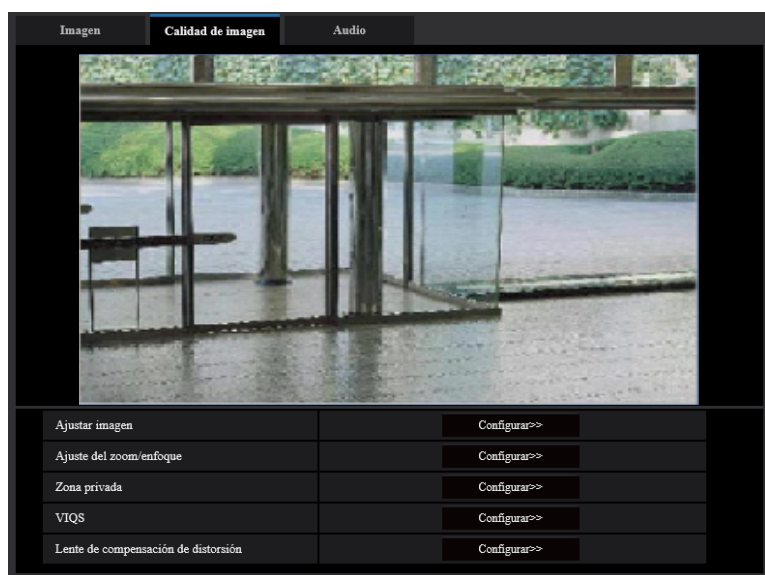 Imagen
Calidad de imagen
Audio
Ajustar imagen
Configurar>>
Ajuste del zoom/enfoque
Configurar>>
Zona privada
Configurar>>
VIQS
Configurar>>
Lente de compensación de distorsión
Configurar>>